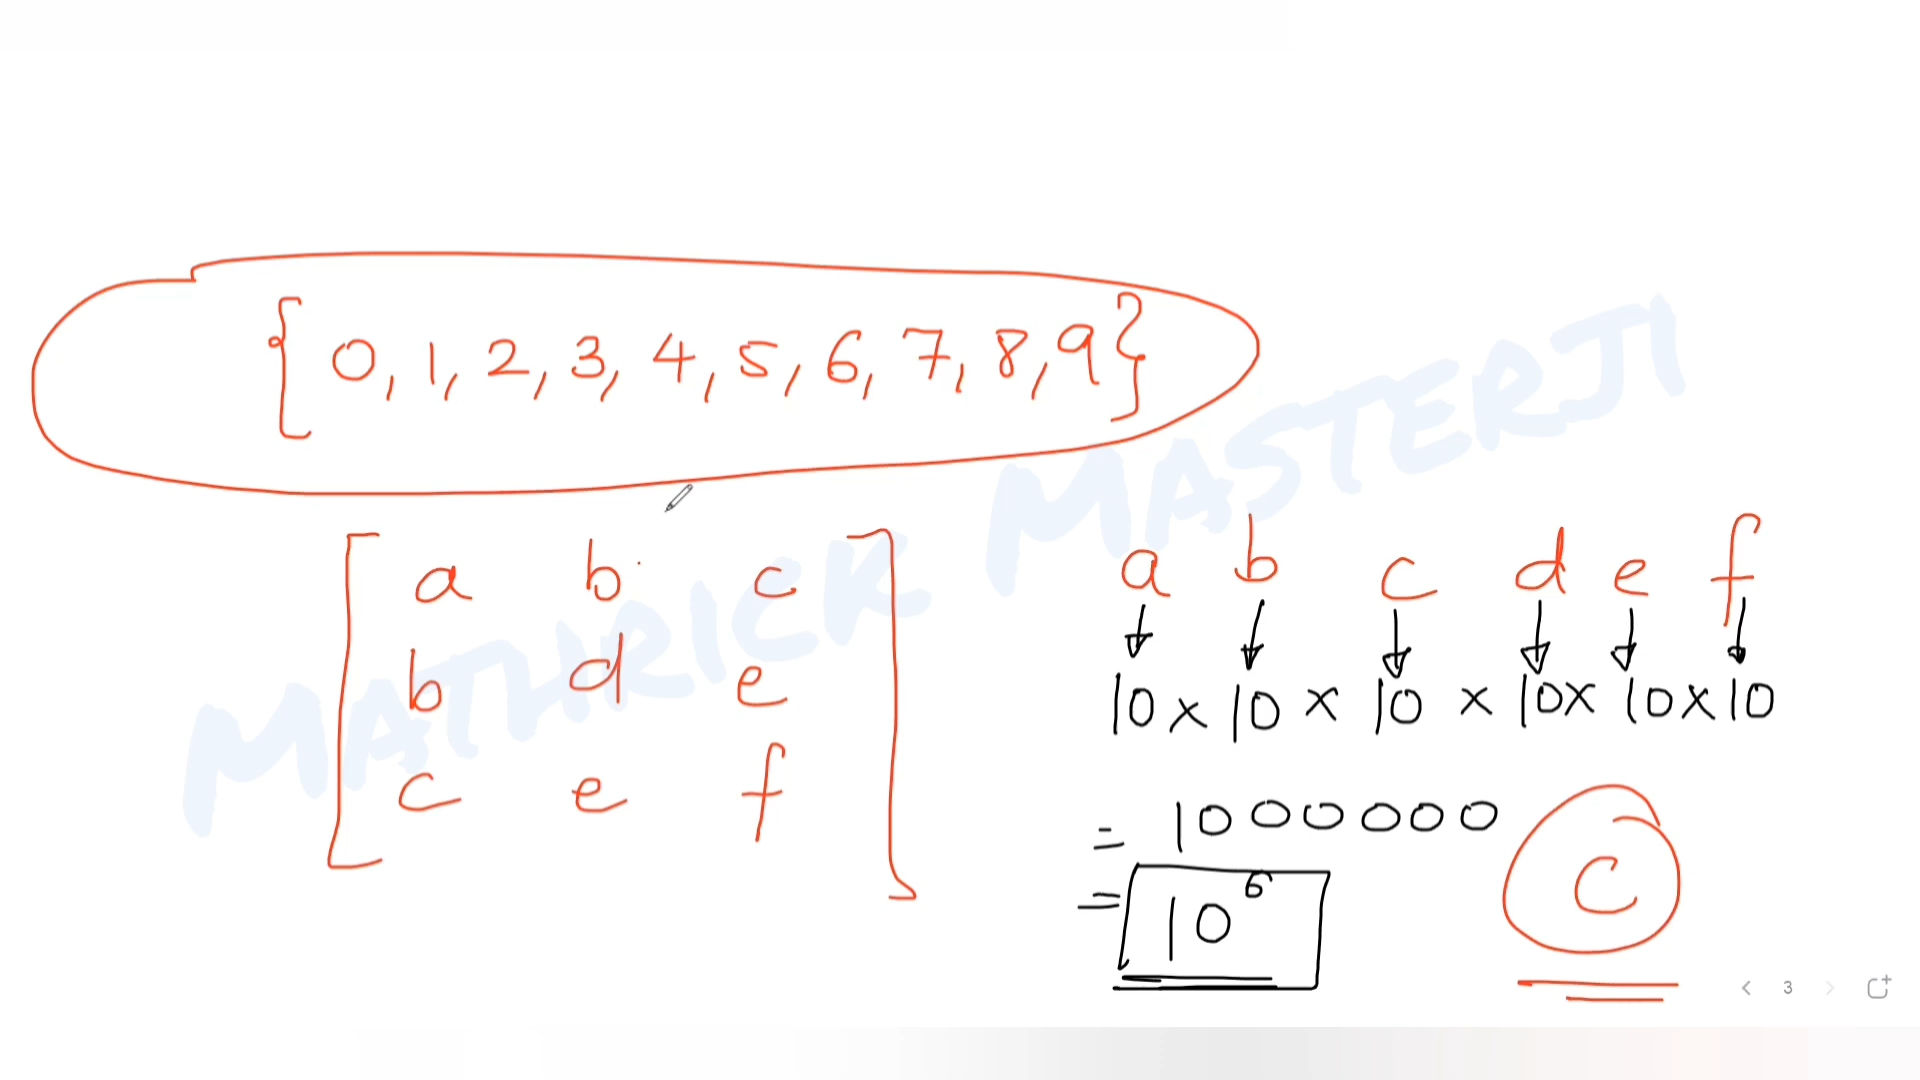 { 0, 1, 2, 3, 4, 5, 6, 7, 8, 9 }
MATHRICK MASTERJI
a b c
b d e
c e f
a b c d e f
10 x 10 x 10 x 10 x 10 x 10
= 1000000
= 10^6
C
< 3 >